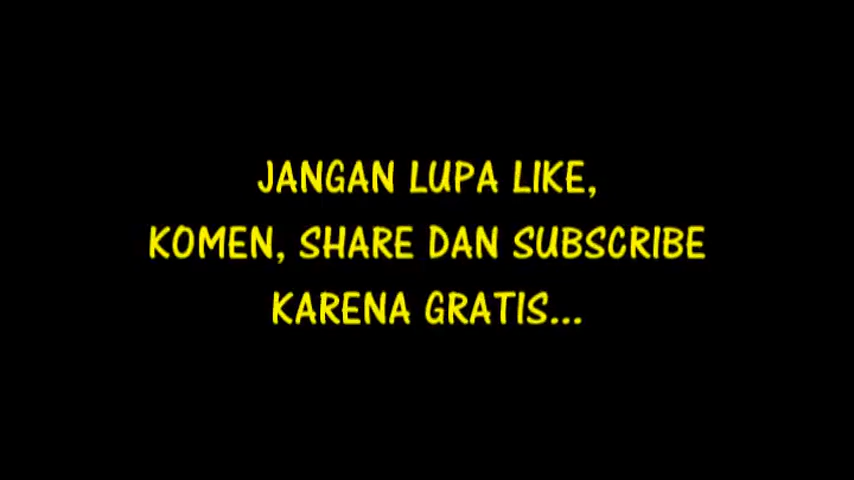 JANGAN LUPA LIKE,
KOMEN, SHARE DAN SUBSCRIBE
KARENA GRATIS...